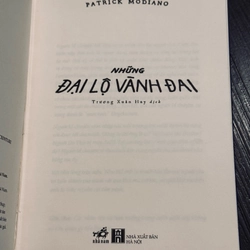 PATRICK MODIANO
NHỮNG
ĐẠI LỘ VÀNH ĐAI
Trương Xuân Huy dịch
nhã nam
NHÀ XUẤT BẢN
HÀ NỘI